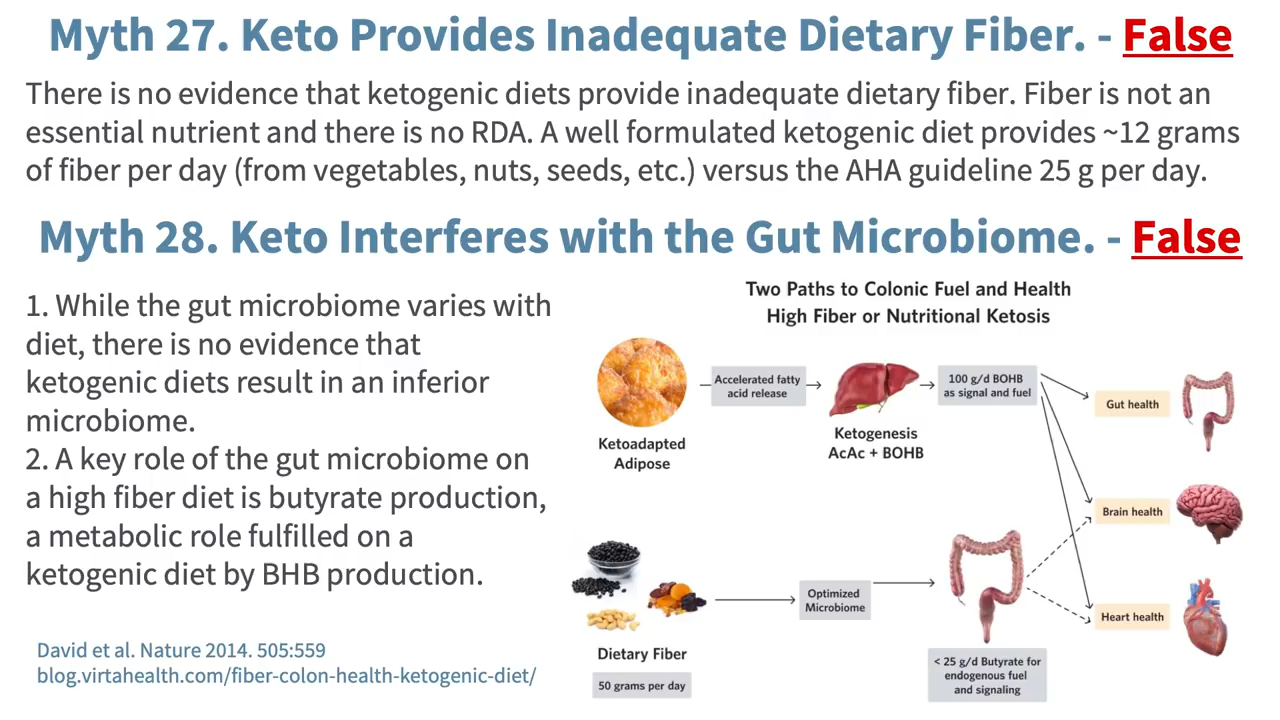 Myth 27. Keto Provides Inadequate Dietary Fiber. - False
There is no evidence that ketogenic diets provide inadequate dietary fiber. Fiber is not an
essential nutrient and there is no RDA. A well formulated ketogenic diet provides ~12 grams
of fiber per day (from vegetables, nuts, seeds, etc.) versus the AHA guideline 25 g per day.
Myth 28. Keto Interferes with the Gut Microbiome. - False
1. While the gut microbiome varies with
diet, there is no evidence that
ketogenic diets result in an inferior
microbiome.
2. A key role of the gut microbiome on
a high fiber diet is butyrate production,
a metabolic role fulfilled on a
ketogenic diet by BHB production.
David et al. Nature 2014. 505:559
blog.virtahealth.com/fiber-colon-health-ketogenic-diet/
Two Paths to Colonic Fuel and Health
High Fiber or Nutritional Ketosis
Ketoadapted
Adipose
Accelerated fatty
acid release
Ketogenesis
AcAc + BOHB
100 g/d BOHB
as signal and fuel
Gut health
Brain health
Heart health
Dietary Fiber
50 grams per day
Optimized
Microbiome
< 25 g/d Butyrate for
endogenous fuel
and signaling